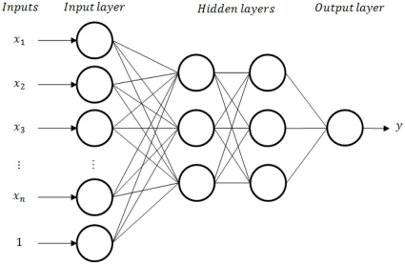 Inputs Input layer Hidden layers Output layer
x₁
x₂
x₃ y
⋮ ⋮
xₙ
1